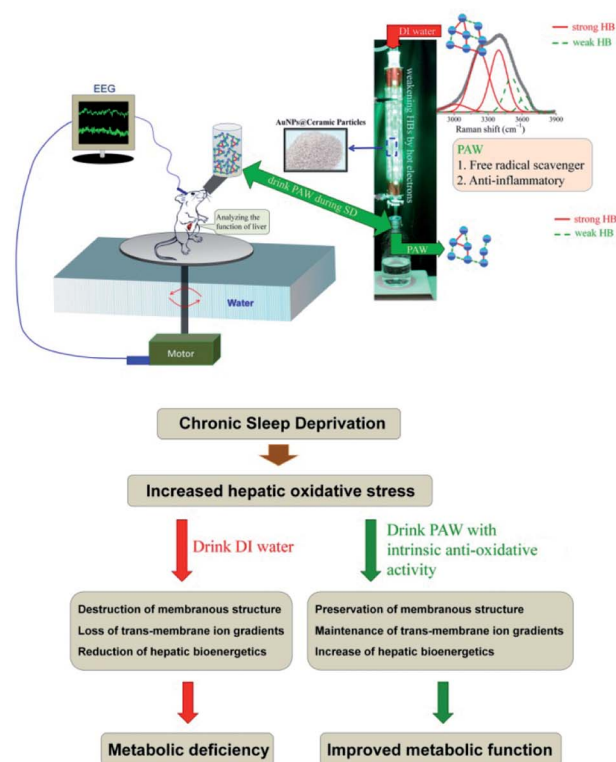 EEG
DI water
strong HB
weak HB
weakening HBs by hot electrons
3000 3300 3600 3900
Raman shift (cm⁻¹)
AuNPs@Ceramic Particles
PAW
1. Free radical scavenger
2. Anti-inflammatory
drink PAW during SD
Analyzing the
function of liver
strong HB
weak HB
PAW
Water
Motor
Chronic Sleep Deprivation
Increased hepatic oxidative stress
Drink DI water
Drink PAW with
intrinsic anti-oxidative
activity
Destruction of membranous structure
Loss of trans-membrane ion gradients
Reduction of hepatic bioenergetics
Preservation of membranous structure
Maintenance of trans-membrane ion gradients
Increase of hepatic bioenergetics
Metabolic deficiency
Improved metabolic function